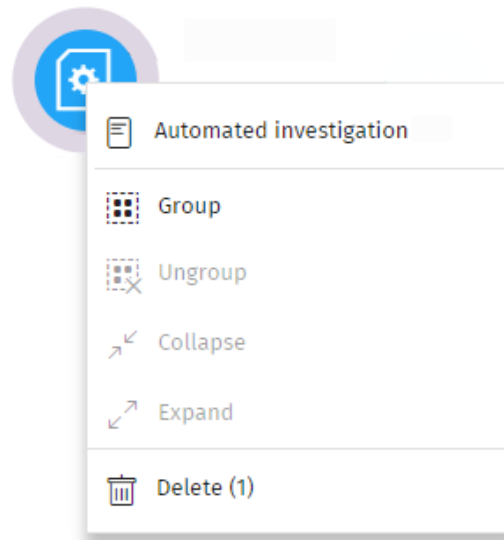 Automated investigation
Group
Ungroup
Collapse
Expand
Delete (1)